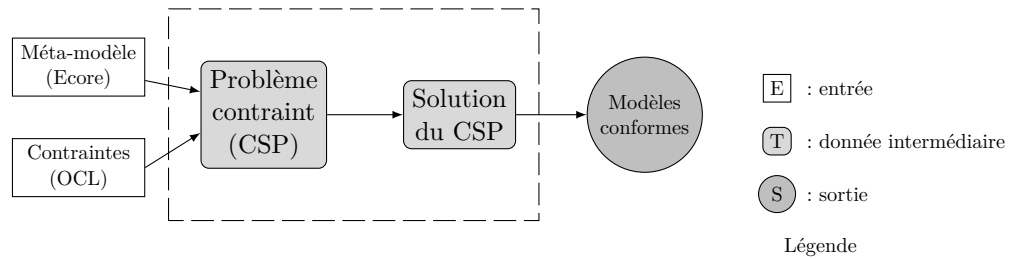 Méta-modèle
(Ecore)
Contraintes
(OCL)
Problème
contraint
(CSP)
Solution
du CSP
Modèles
conformes
E : entrée
T : donnée intermédiaire
S : sortie
Légende